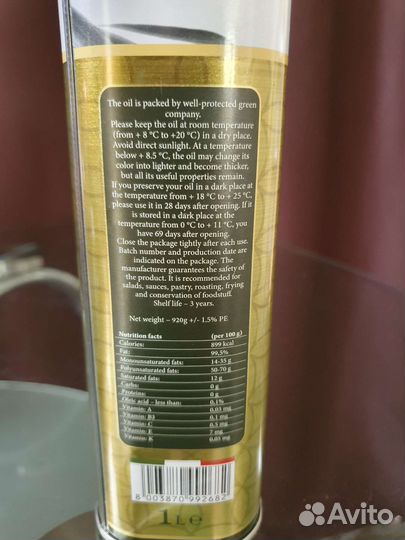 The oil is packed by well-protected green
company.
Please keep the oil at room temperature
(from + 8 °C to +20 °C) in a dry place.
Avoid direct sunlight. At a temperature
below + 8.5 °C, the oil may change its
color into lighter and become thicker,
but all its useful properties remain.
If you preserve your oil in a dark place at
the temperature from + 18 °C to + 25 °C,
please use it in 28 days after opening. If it
is stored in a dark place at the
temperature from 0 °C to + 11 °C, you
have 69 days after opening.
Close the package tightly after each use.
Batch number and production date are
indicated on the package. The
manufacturer guarantees the safety of
the product. It is recommended for
salads, sauces, pastry, roasting, frying
and conservation of foodstuff.
Shelf life – 3 years.
Net weight – 920g +/- 1.5% PE
Nutrition facts (per 100 g)
Calories: 899 kcal
Fat: 99,5%
Monounsaturated fats: 14-35 g
Polyunsaturated fats: 50-70 g
Saturated fats: 12 g
Carbs: 0 g
Proteins: 0 g
Oleic acid – less than: 0.1%
Vitamin: A 0.03 mg
Vitamin: B3 0.1 mg
Vitamin: C 0.5 mg
Vitamin: E 7 mg
Vitamin: K 0.03 mg
8 003870 992682
1 L e
Avito